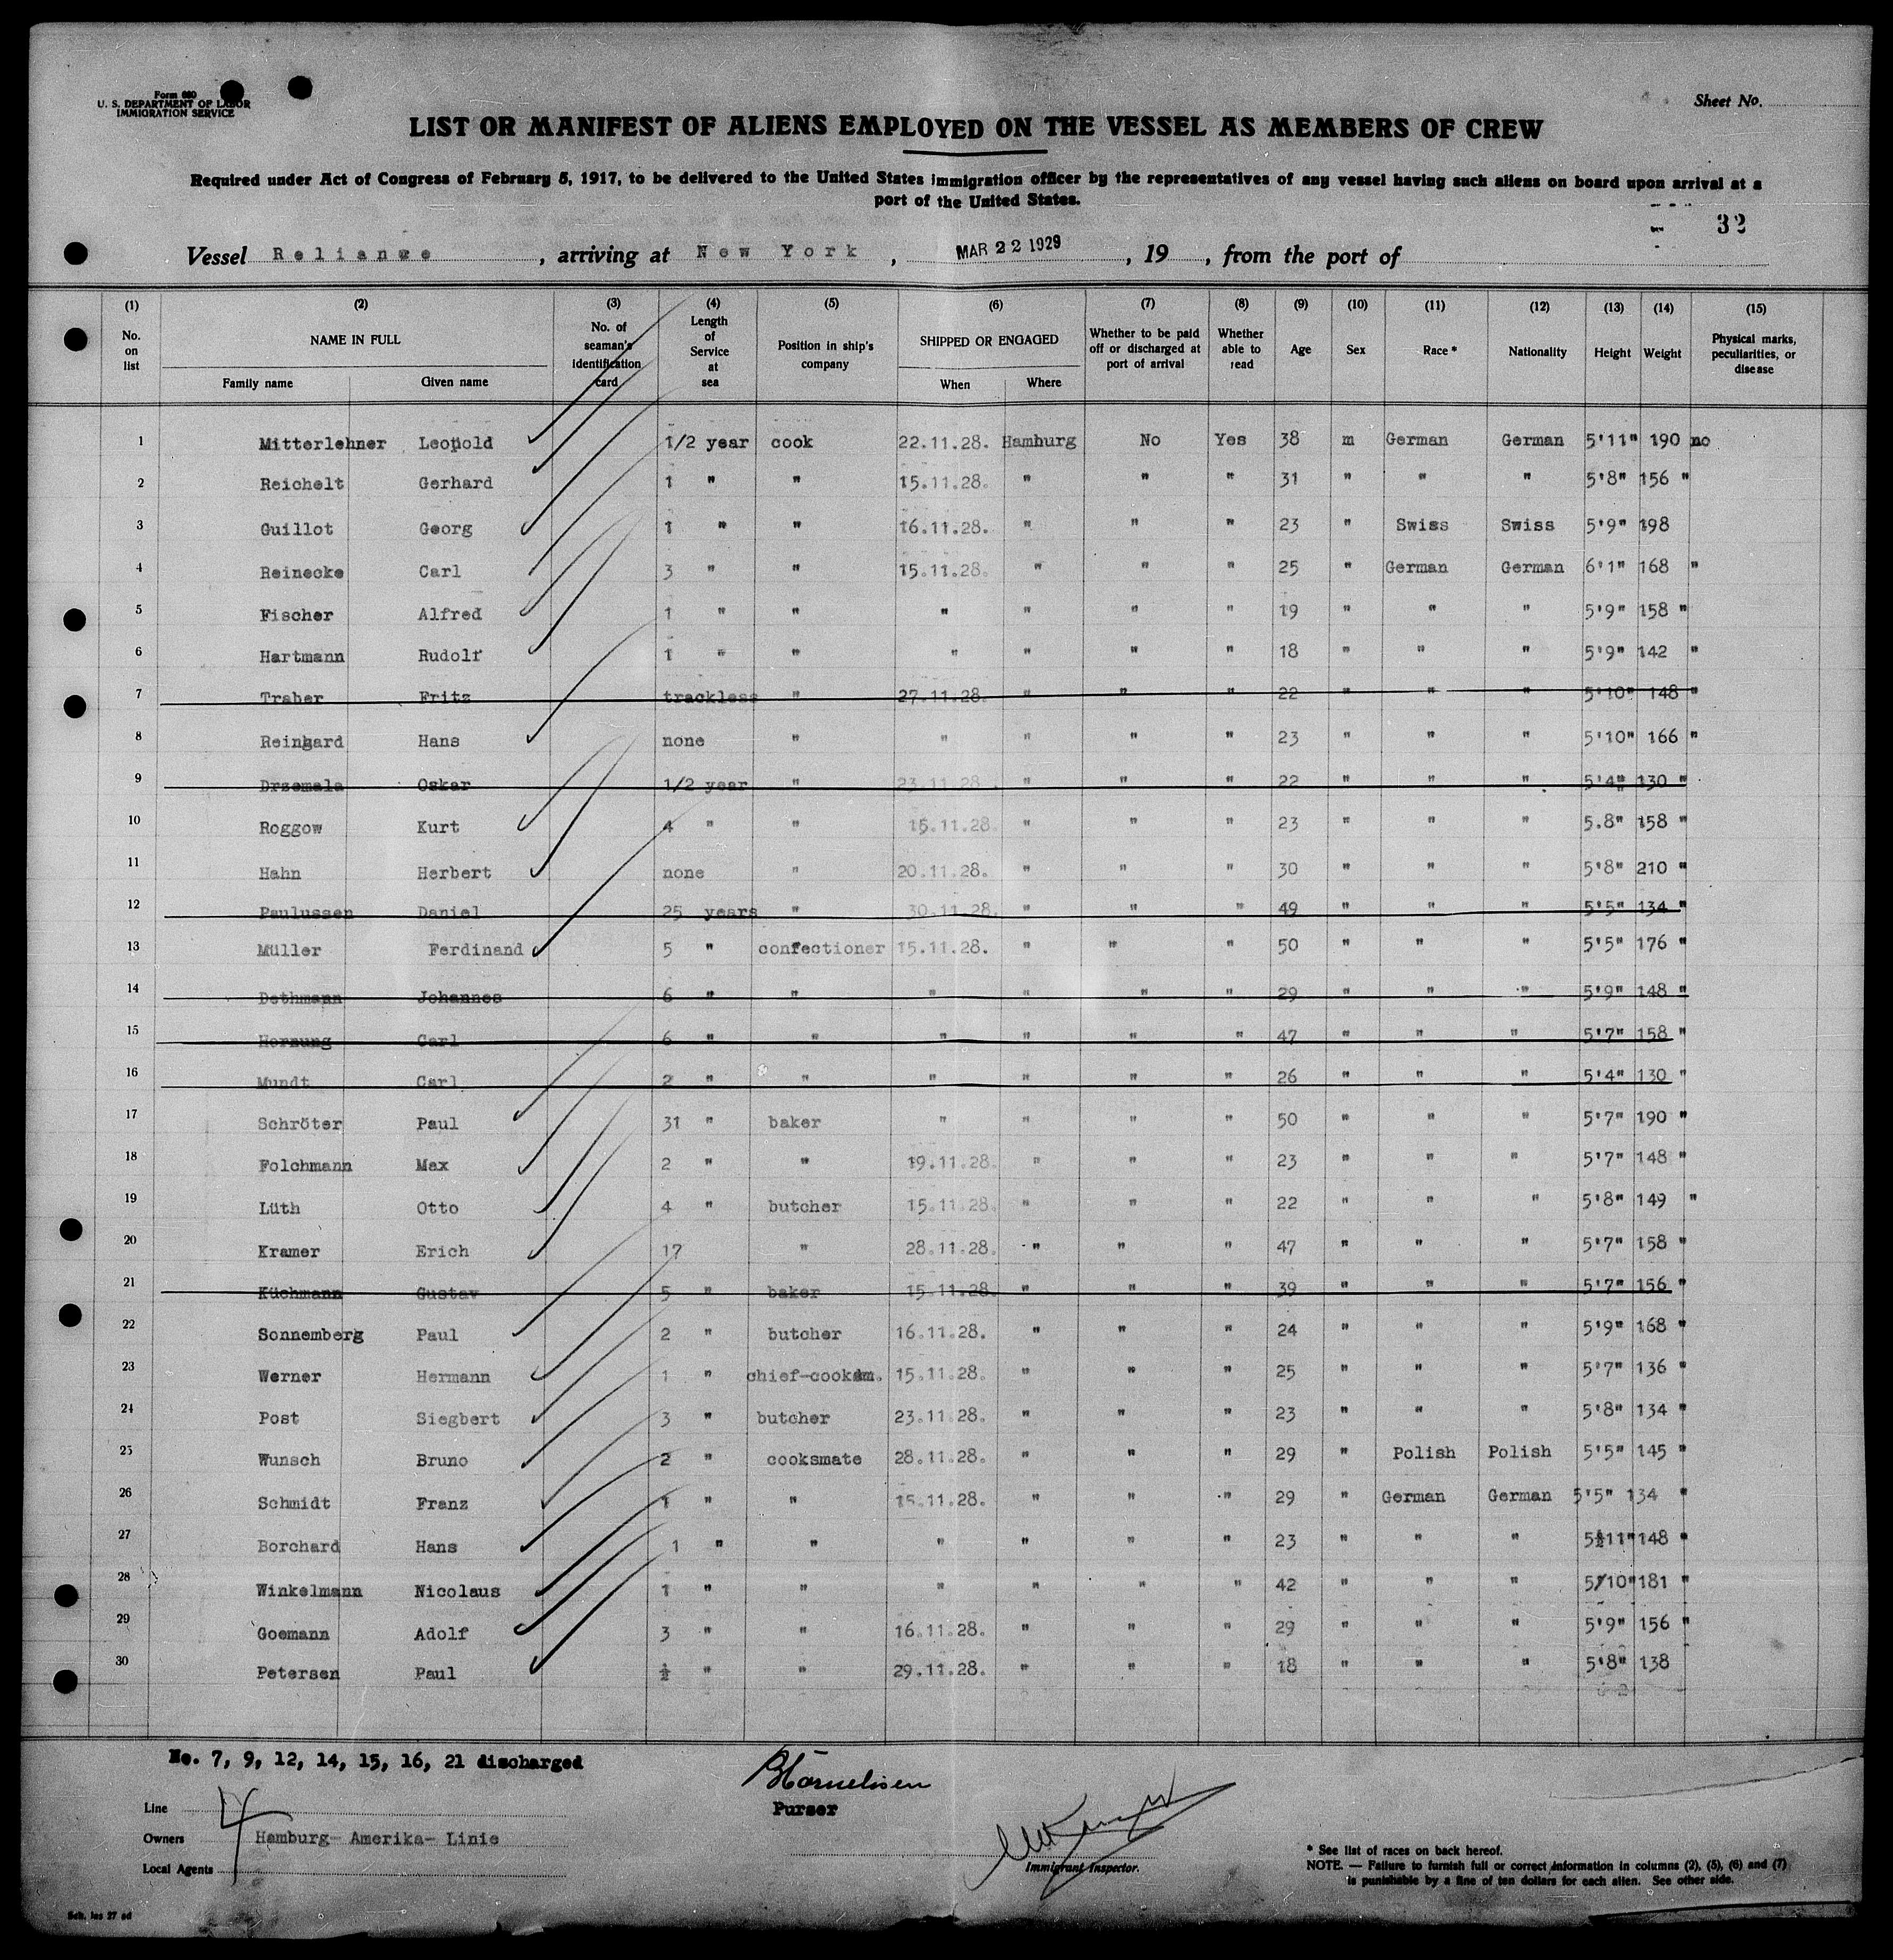 Form 680
U. S. DEPARTMENT OF LABOR
IMMIGRATION SERVICE
Sheet No.
LIST OR MANIFEST OF ALIENS EMPLOYED ON THE VESSEL AS MEMBERS OF CREW
Required under Act of Congress of February 5, 1917, to be delivered to the United States immigration officer by the representatives of any vessel having such aliens on board upon arrival at a
port of the United States.
32
Vessel Reliance, arriving at New York, MAR 22 1929, 19, from the port of
(1) (2) (3) (4) (5) (6) (7) (8) (9) (10) (11) (12) (13) (14) (15)
No. on list NAME IN FULL Family name Given name No. of seaman's identification card Length of Service at sea Position in ship's company SHIPPED OR ENGAGED When Where Whether to be paid off or discharged at port of arrival Whether able to read Age Sex Race * Nationality Height Weight Physical marks, peculiarities, or disease
1 Mitterlehner Leopold 1/2 year cook 22.11.28. Hamburg No Yes 38 m German German 5'11" 190 no
2 Reichelt Gerhard 1 " " 15.11.28. " " " 31 " " " 5'8" 156 "
3 Guillot Georg 1 " " 16.11.28. " " " 23 " Swiss Swiss 5'9" 198
4 Reinecke Carl 3 " " 15.11.28. " " " 25 " German German 6'1" 168 "
5 Fischer Alfred 1 " " " " " " 19 " " " 5'9" 158 "
6 Hartmann Rudolf 1 " " " " " " 18 " " " 5'9" 142 "
7 Traber Fritz trackless " 27.11.28. " " " 22 " " " 5'10" 148 "
8 Reinhard Hans none " " " " " 23 " " " 5'10" 166 "
9 Drzemala Oskar 1/2 year " 23.11.28. " " " 22 " " " 5'4" 130 "
10 Roggow Kurt 4 " " 15.11.28. " " " 23 " " " 5.8" 158 "
11 Hahn Herbert none " 20.11.28. " " " 30 " " " 5'8" 210 "
12 Paulussen Daniel 25 years " 30.11.28. " " " 49 " " " 5'5" 134 "
13 Müller Ferdinand 5 " confectioner 15.11.28. " " " 50 " " " 5'5" 176 "
14 Dethmann Johannes 6 " " " " " " 29 " " " 5'9" 148 "
15 Hornung Carl 6 " " " " " " 47 " " " 5'7" 158 "
16 Mundt Carl 2 " " " " " " 26 " " " 5'4" 130 "
17 Schröter Paul 31 " baker " " " " 50 " " " 5'7" 190 "
18 Folchmann Max 2 " " 19.11.28. " " " 23 " " " 5'7" 148 "
19 Lüth Otto 4 " butcher 15.11.28. " " " 22 " " " 5'8" 149 "
20 Kramer Erich 17 " 28.11.28. " " " 47 " " " 5'7" 158 "
21 Küchmann Gustav 5 " baker 15.11.28. " " " 39 " " " 5'7" 156 "
22 Sonnemberg Paul 2 " butcher 16.11.28. " " " 24 " " " 5'9" 168 "
23 Werner Hermann 1 " chief-cooksm. 15.11.28. " " " 25 " " " 5'7" 136 "
24 Post Siegbert 3 " butcher 23.11.28. " " " 23 " " " 5'8" 134 "
25 Wunsch Bruno 2 " cooksmate 28.11.28. " " " 29 " Polish Polish 5'5" 145 "
26 Schmidt Franz 1 " " 15.11.28. " " " 29 " German German 5'5" 134 "
27 Borchard Hans 1 " " " " " " 23 " " " 5 11" 148 "
28 Winkelmann Nicolaus 1 " " " " " " 42 " " " 5/10" 181 "
29 Goemann Adolf 3 " " 16.11.28. " " " 29 " " " 5'9" 156 "
30 Petersen Paul ½ " " 29.11.28. " " " 18 " " " 5'8" 138
No. 7, 9, 12, 14, 15, 16, 21 discharged
Purser
Line
Owners Hamburg- Amerika- Linie
Local Agents
Immigrant Inspector.
* See list of races on back hereof.
NOTE. — Failure to furnish full or correct information in columns (2), (5), (6) and (7)
is punishable by a fine of ten dollars for each alien. See other side.